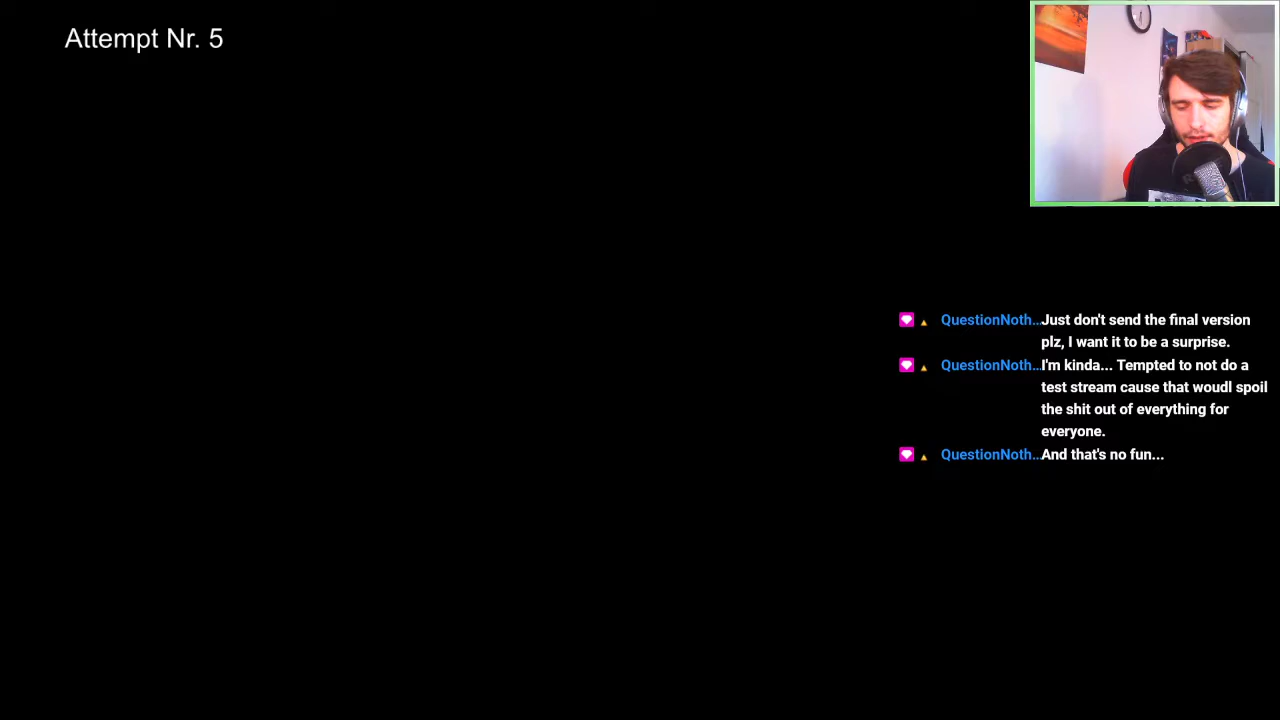 Attempt Nr. 5
QuestionNoth... Just don't send the final version
plz, I want it to be a surprise.
QuestionNoth... I'm kinda... Tempted to not do a
test stream cause that woudl spoil
the shit out of everything for
everyone.
QuestionNoth... And that's no fun...